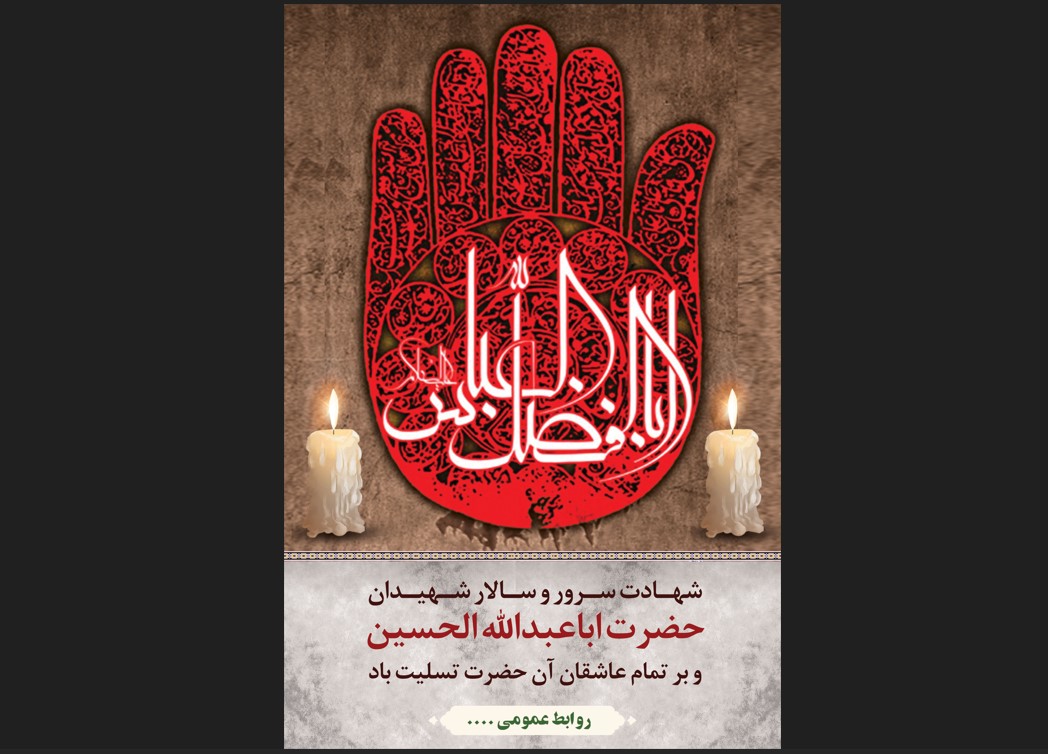 اباالفضل العباس
علیه السلام
شهادت سرور و سالار شهیدان
حضرت اباعبدالله الحسین
و بر تمام عاشقان آن حضرت تسلیت باد
روابط عمومی ....